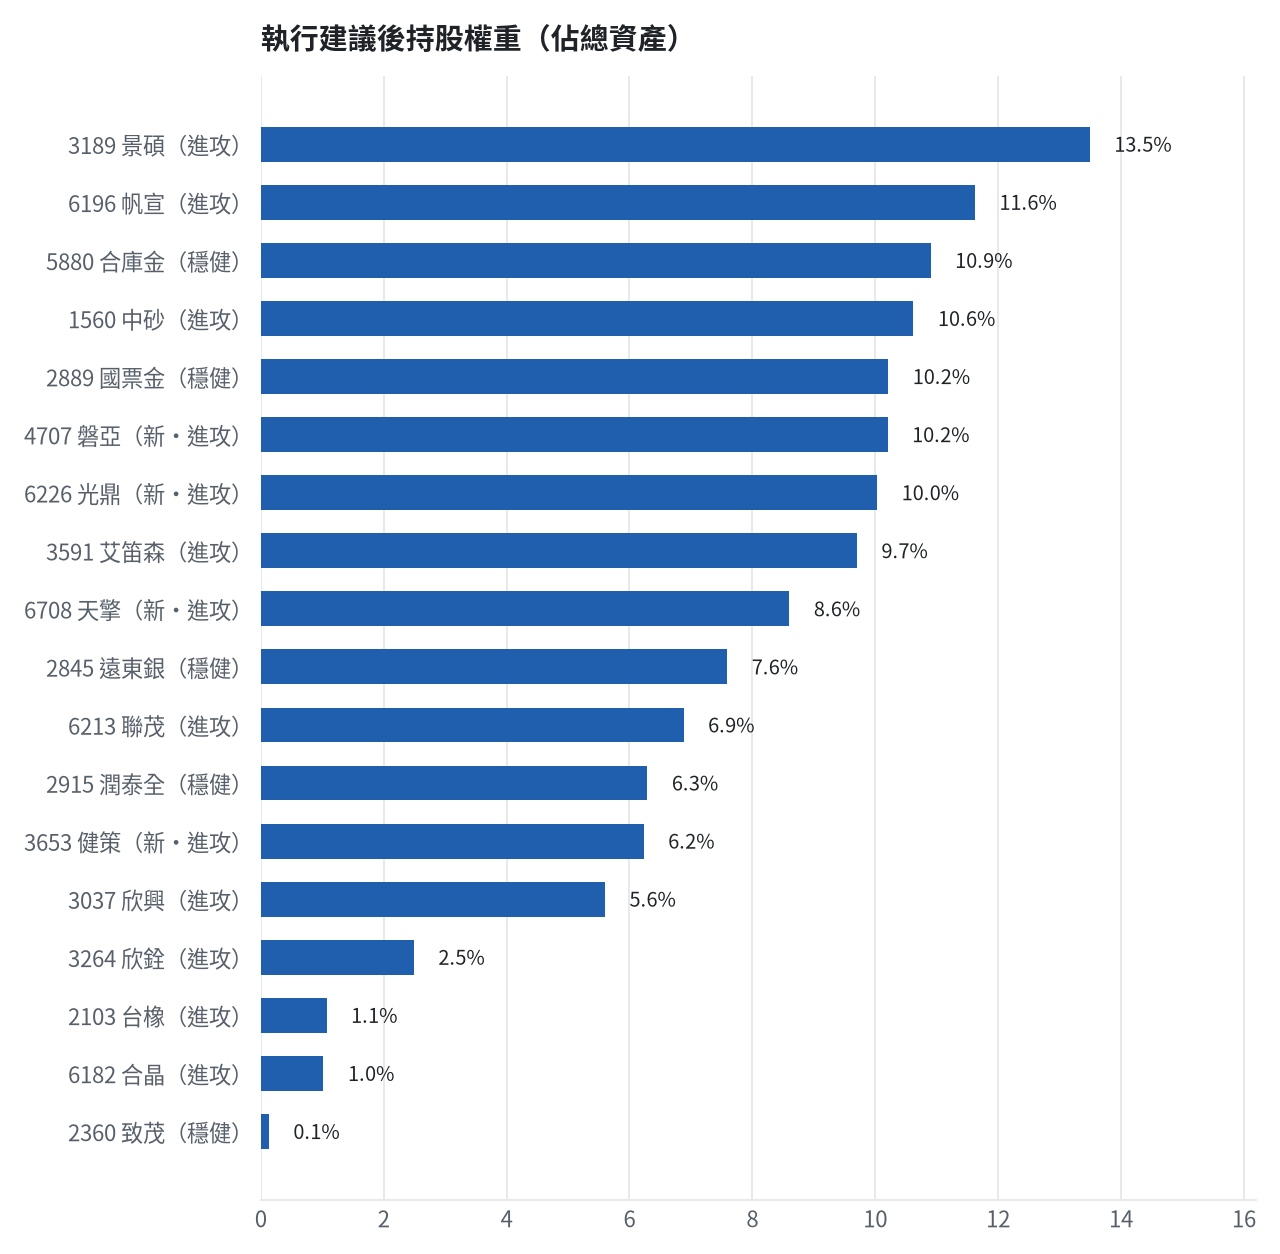 執行建議後持股權重（佔總資產）
3189 景碩（進攻） 13.5%
6196 帆宣（進攻） 11.6%
5880 合庫金（穩健） 10.9%
1560 中砂（進攻） 10.6%
2889 國票金（穩健） 10.2%
4707 磐亞（新・進攻） 10.2%
6226 光鼎（新・進攻） 10.0%
3591 艾笛森（進攻） 9.7%
6708 天擎（新・進攻） 8.6%
2845 遠東銀（穩健） 7.6%
6213 聯茂（進攻） 6.9%
2915 潤泰全（穩健） 6.3%
3653 健策（新・進攻） 6.2%
3037 欣興（進攻） 5.6%
3264 欣銓（進攻） 2.5%
2103 台橡（進攻） 1.1%
6182 合晶（進攻） 1.0%
2360 致茂（穩健） 0.1%
0 2 4 6 8 10 12 14 16